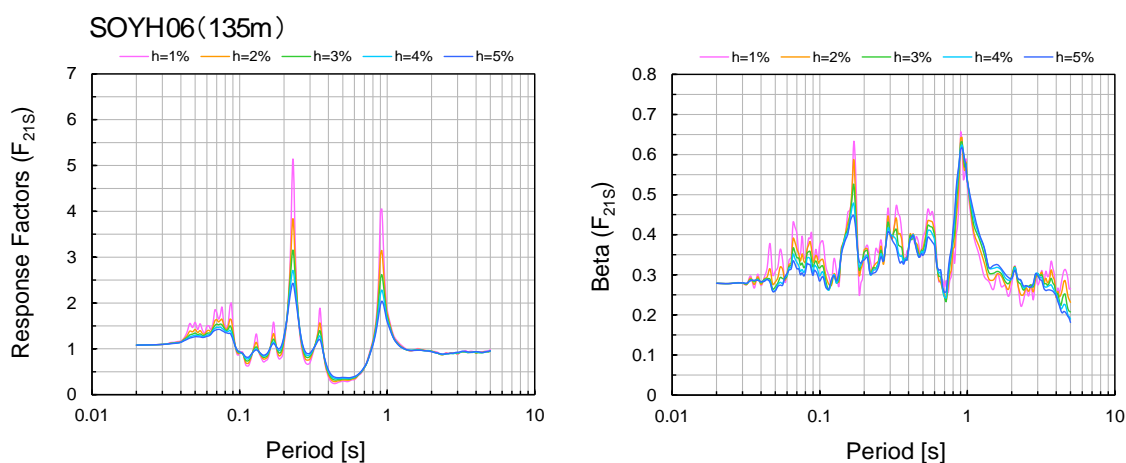 SOYH06（135m）
h=1% h=2% h=3% h=4% h=5%
Response Factors (F21S)
7
6
5
4
3
2
1
0
0.01 0.1 1 10
Period [s]
h=1% h=2% h=3% h=4% h=5%
Beta (F21S)
0.8
0.7
0.6
0.5
0.4
0.3
0.2
0.1
0
0.01 0.1 1 10
Period [s]